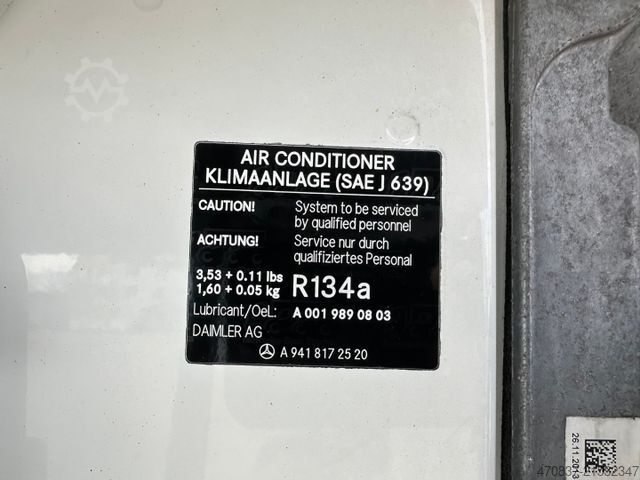 AIR CONDITIONER
KLIMAANLAGE (SAE J 639)
CAUTION! System to be serviced
by qualified personnel
ACHTUNG! Service nur durch
qualifiziertes Personal
3,53 + 0.11 lbs
1,60 + 0.05 kg R134a
Lubricant/OeL: A 001 989 08 03
DAIMLER AG
A 941 817 25 20